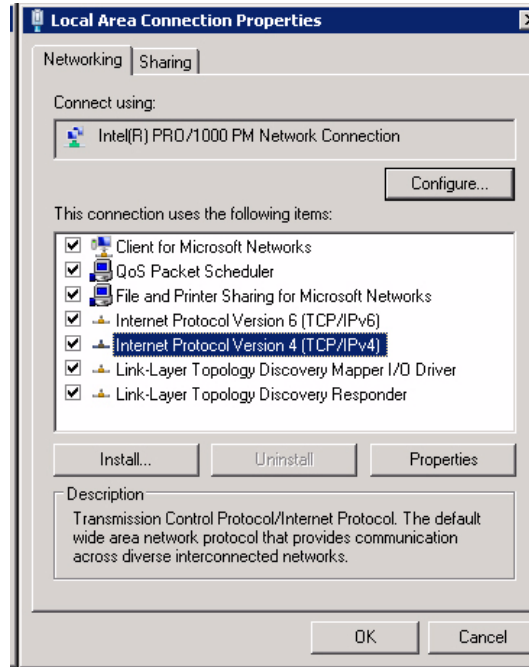 Local Area Connection Properties
Networking
Sharing
Connect using:
Intel(R) PRO/1000 PM Network Connection
Configure...
This connection uses the following items:
Client for Microsoft Networks
QoS Packet Scheduler
File and Printer Sharing for Microsoft Networks
Internet Protocol Version 6 (TCP/IPv6)
Internet Protocol Version 4 (TCP/IPv4)
Link-Layer Topology Discovery Mapper I/O Driver
Link-Layer Topology Discovery Responder
Install...
Uninstall
Properties
Description
Transmission Control Protocol/Internet Protocol. The default
wide area network protocol that provides communication
across diverse interconnected networks.
OK
Cancel